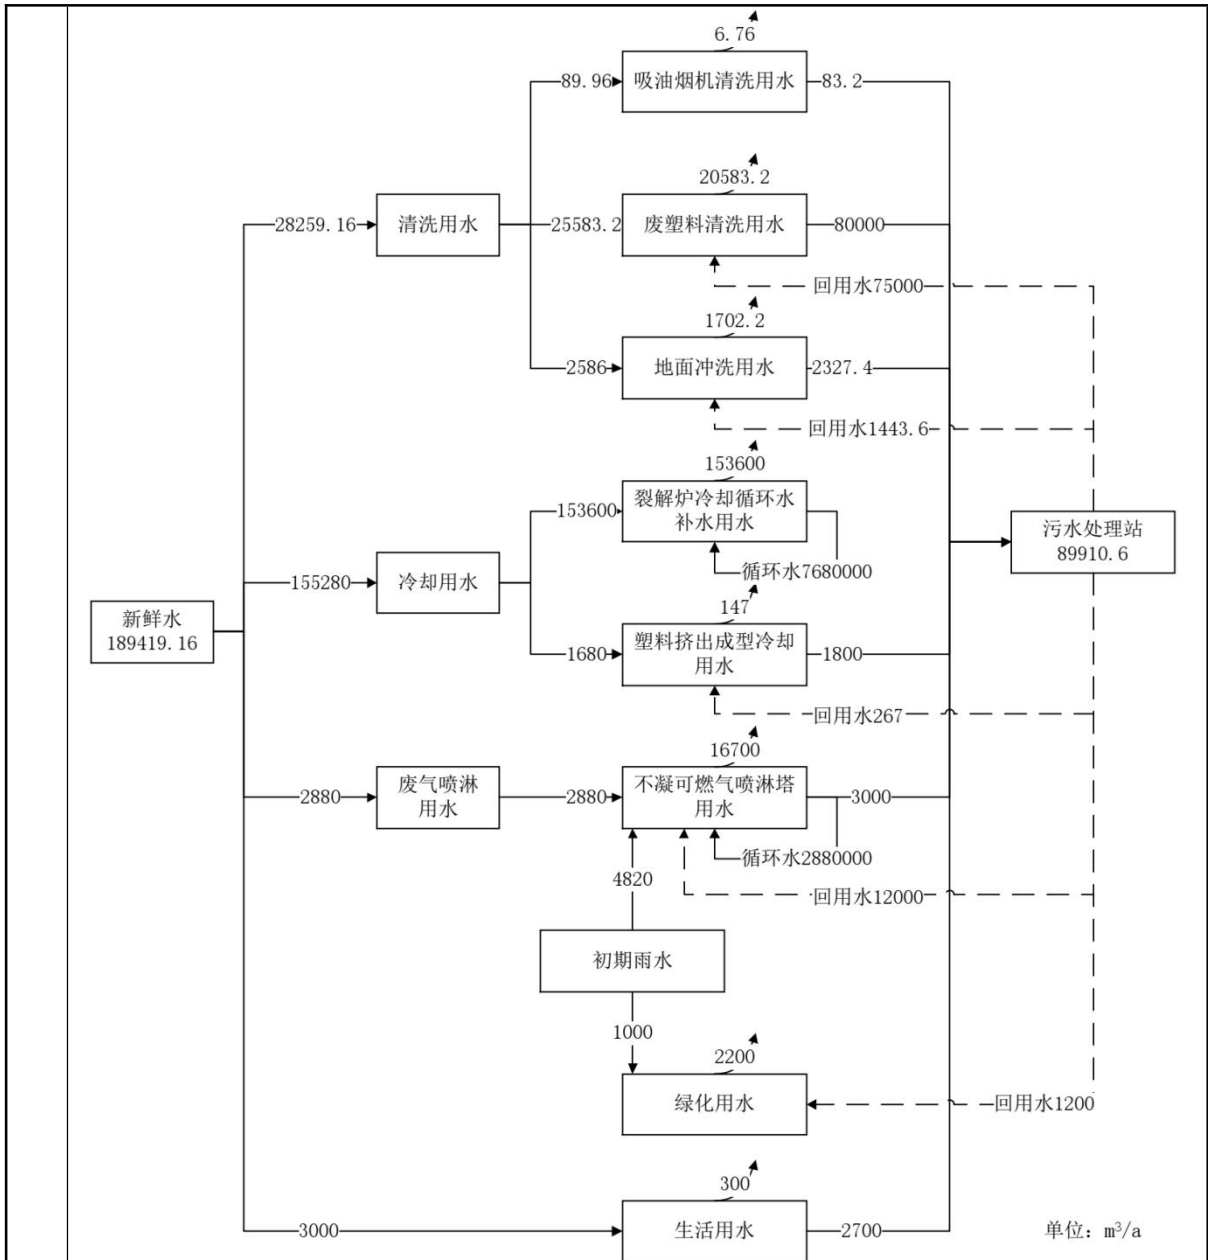 6.76
89.96
吸油烟机清洗用水
83.2
20583.2
28259.16
清洗用水
25583.2
废塑料清洗用水
80000
回用水75000
1702.2
2586
地面冲洗用水
2327.4
回用水1443.6
153600
153600
裂解炉冷却循环水
补水用水
污水处理站
89910.6
循环水7680000
155280
冷却用水
147
新鲜水
189419.16
1680
塑料挤出成型冷却
用水
1800
回用水267
16700
2880
废气喷淋
用水
2880
不凝可燃气喷淋塔
用水
3000
循环水2880000
4820
回用水12000
初期雨水
1000
2200
绿化用水
回用水1200
300
3000
生活用水
2700
单位：m³/a